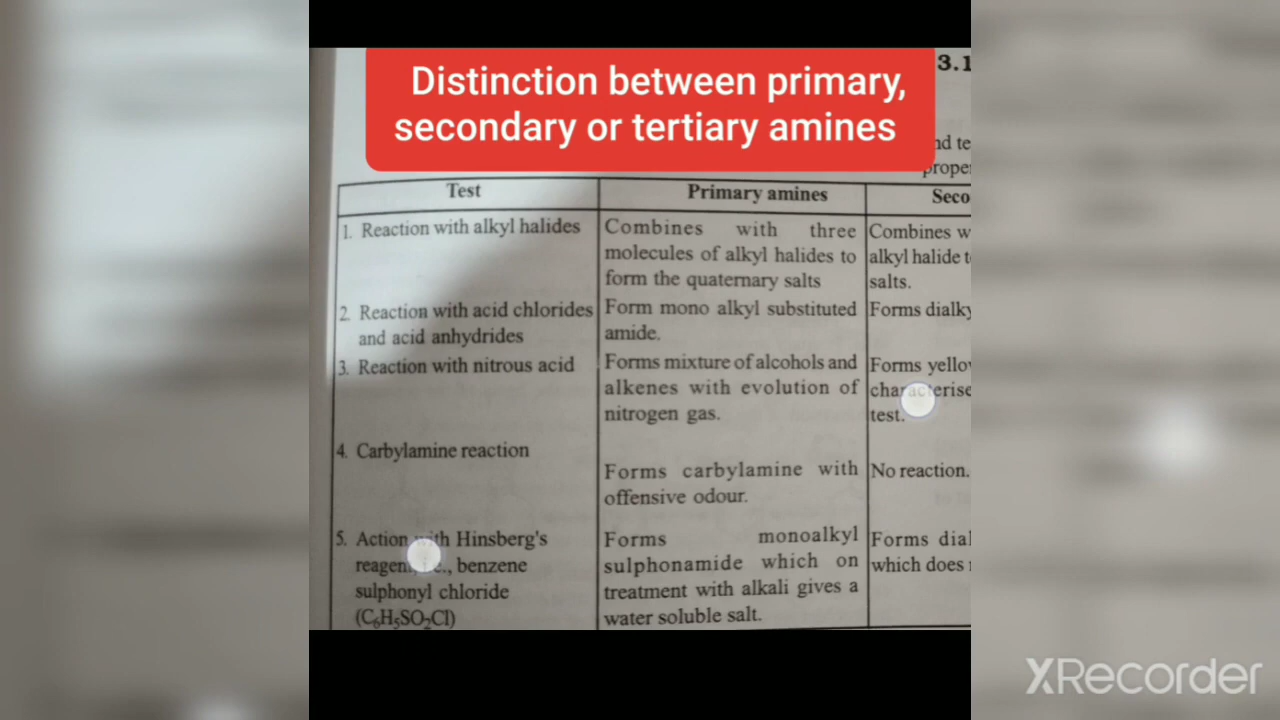 Distinction between primary,
secondary or tertiary amines
3.1
nd te
prope
Test
Primary amines
Seco
1. Reaction with alkyl halides
Combines with three
molecules of alkyl halides to
form the quaternary salts
Combines w
alkyl halide t
salts.
2. Reaction with acid chlorides
and acid anhydrides
Form mono alkyl substituted
amide.
Forms dialky
3. Reaction with nitrous acid
Forms mixture of alcohols and
alkenes with evolution of
nitrogen gas.
Forms yello
characterise
test.
4. Carbylamine reaction
Forms carbylamine with
offensive odour.
No reaction.
5. Action with Hinsberg's
benzene
sulphonyl chloride
(C₆H₅SO₂Cl)
Forms monoalkyl
sulphonamide which on
treatment with alkali gives a
water soluble salt.
Forms dial
which does
XRecorder